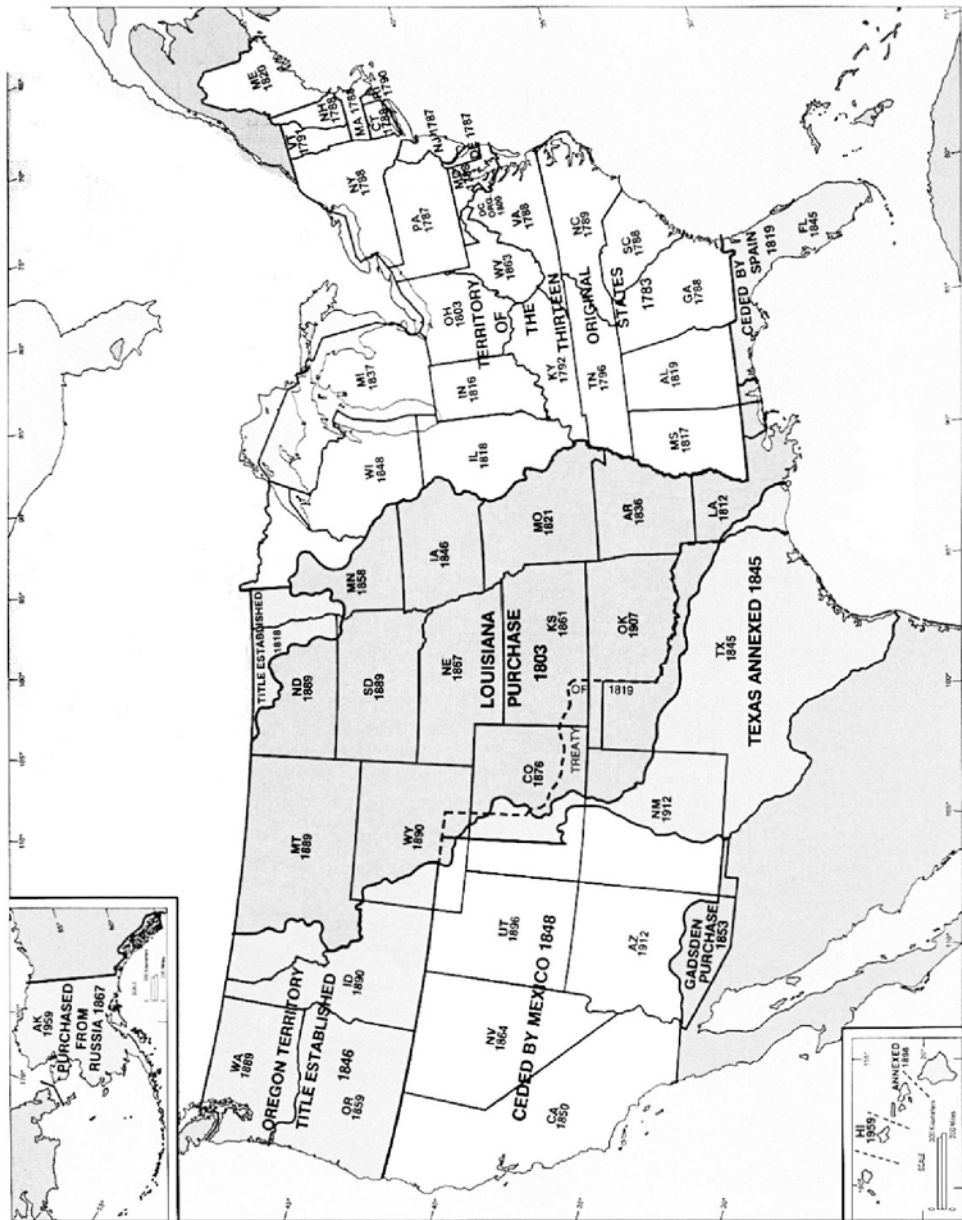 AK
1959
PURCHASED
FROM
RUSSIA 1867
SCALE
HI
1959
ANNEXED
1898
SCALE
300 Kilometers
200 Miles
OREGON TERRITORY
TITLE ESTABLISHED
1846
WA
1889
OR
1859
ID
1890
MT
1889
WY
1890
CEDED BY MEXICO 1848
CA
1850
NV
1864
UT
1896
AZ
1912
GADSDEN
PURCHASE
1853
NM
1912
CO
1876
TREATY
OF
1819
TITLE ESTABLISHED
1818
ND
1889
SD
1889
NE
1867
LOUISIANA
PURCHASE
1803
KS
1861
OK
1907
TEXAS ANNEXED 1845
TX
1845
MN
1858
IA
1846
MO
1821
AR
1836
LA
1812
WI
1848
IL
1818
MI
1837
IN
1816
OH
1803
TERRITORY
OF
THE
THIRTEEN
ORIGINAL
STATES
1783
KY
1792
TN
1796
MS
1817
AL
1819
GA
1788
CEDED BY
SPAIN
1819
FL
1845
SC
1788
NC
1789
VA
1788
WV
1863
DC
PA
1787
NY
1788
VT
1791
NH
1788
ME
1820
MA 1788
CT
1788
RI
1790
NJ 1787
DE 1787
MD